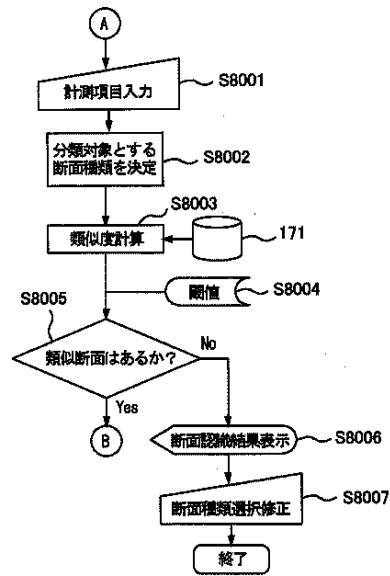 A
計測項目入力
S8001
分類対象とする
断面種類を決定
S8002
S8003
類似度計算
171
閾値
S8004
S8005
類似断面はあるか?
No
Yes
B
断面認識結果表示
S8006
断面種類選択修正
S8007
終了